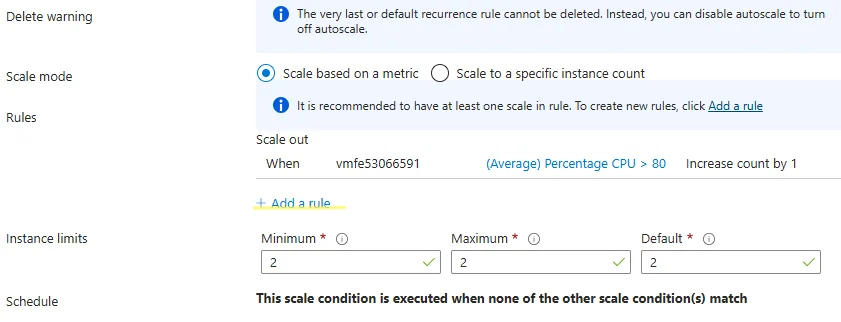 Delete warning
The very last or default recurrence rule cannot be deleted. Instead, you can disable autoscale to turn
off autoscale.
Scale mode
Scale based on a metric
Scale to a specific instance count
Rules
It is recommended to have at least one scale in rule. To create new rules, click Add a rule
Scale out
When vmfe53066591 (Average) Percentage CPU > 80 Increase count by 1
+ Add a rule
Instance limits
Minimum * Maximum * Default *
2 2 2
Schedule
This scale condition is executed when none of the other scale condition(s) match